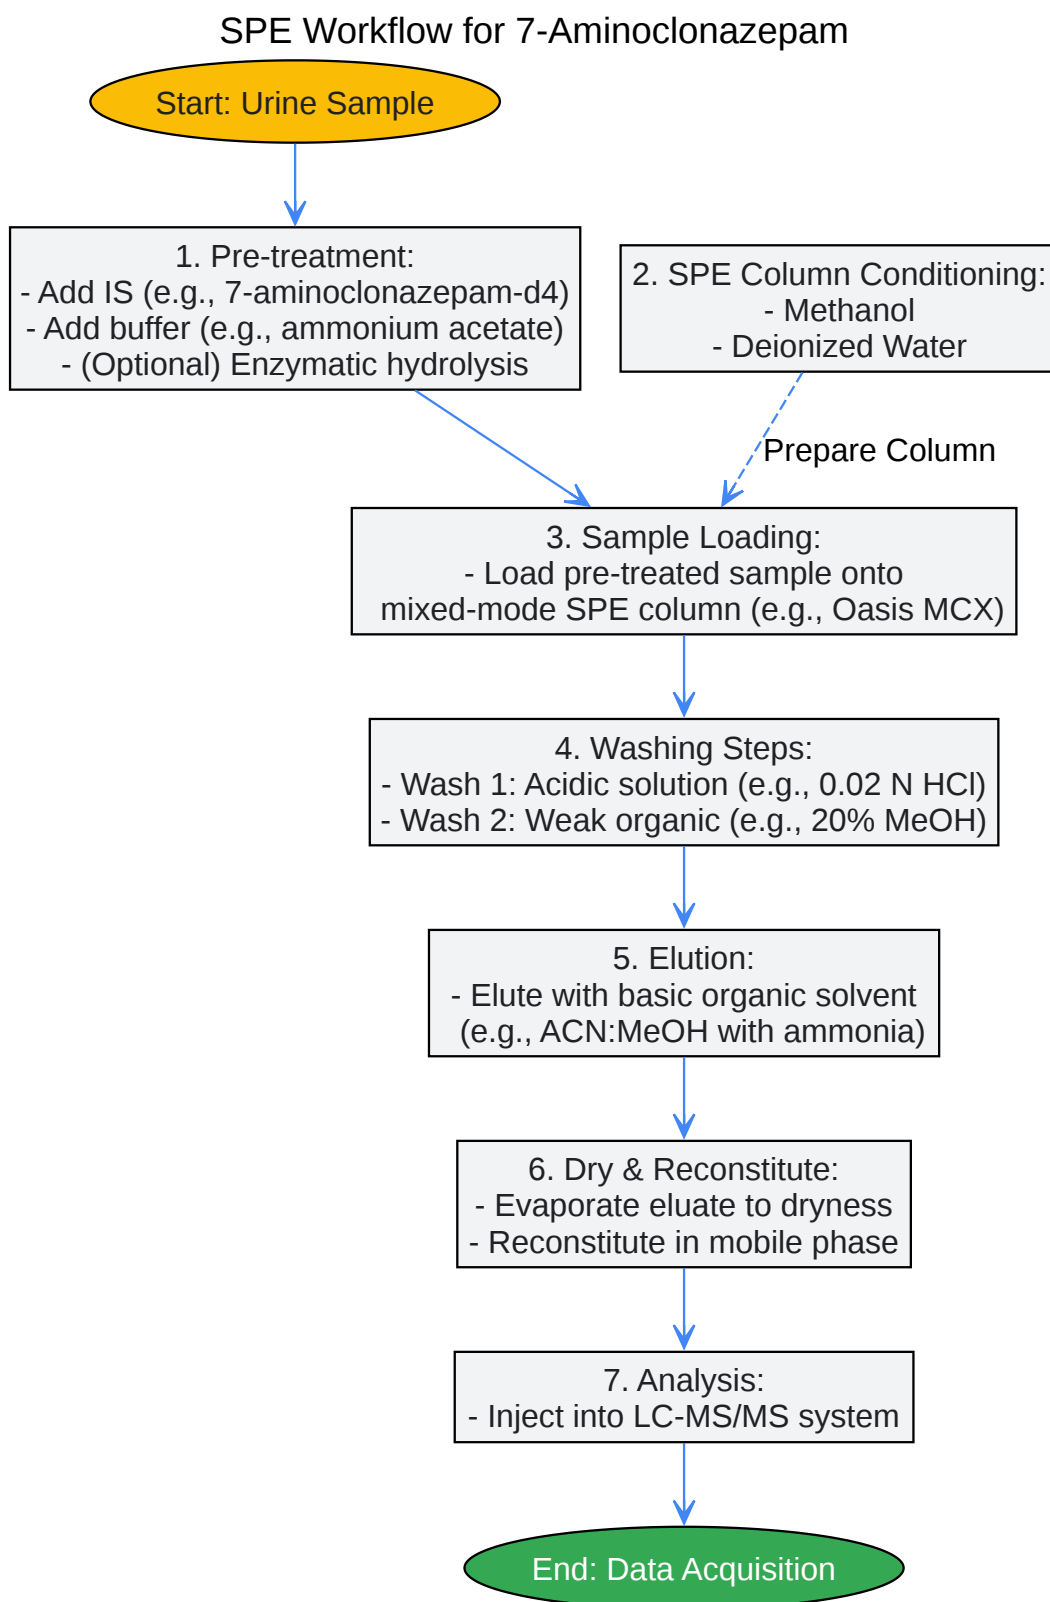 SPE Workflow for 7-Aminoclonazepam
Start: Urine Sample
1. Pre-treatment:
- Add IS (e.g., 7-aminoclonazepam-d4)
- Add buffer (e.g., ammonium acetate)
- (Optional) Enzymatic hydrolysis
2. SPE Column Conditioning:
- Methanol
- Deionized Water
Prepare Column
3. Sample Loading:
- Load pre-treated sample onto
mixed-mode SPE column (e.g., Oasis MCX)
4. Washing Steps:
- Wash 1: Acidic solution (e.g., 0.02 N HCl)
- Wash 2: Weak organic (e.g., 20% MeOH)
5. Elution:
- Elute with basic organic solvent
(e.g., ACN:MeOH with ammonia)
6. Dry & Reconstitute:
- Evaporate eluate to dryness
- Reconstitute in mobile phase
7. Analysis:
- Inject into LC-MS/MS system
End: Data Acquisition